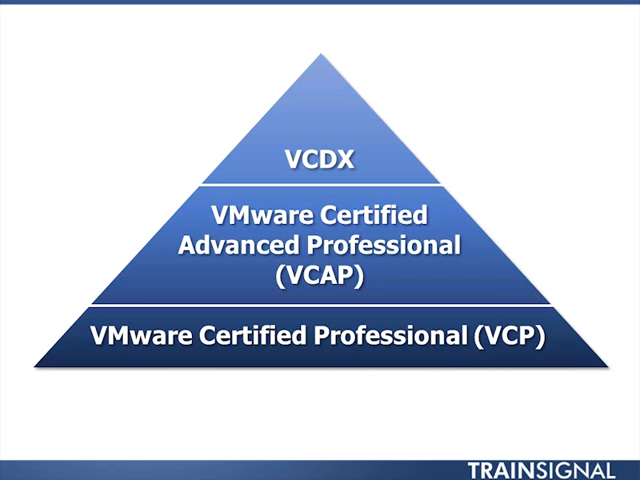 VCDX
VMware Certified
Advanced Professional
(VCAP)
VMware Certified Professional (VCP)
TRAINSIGNAL